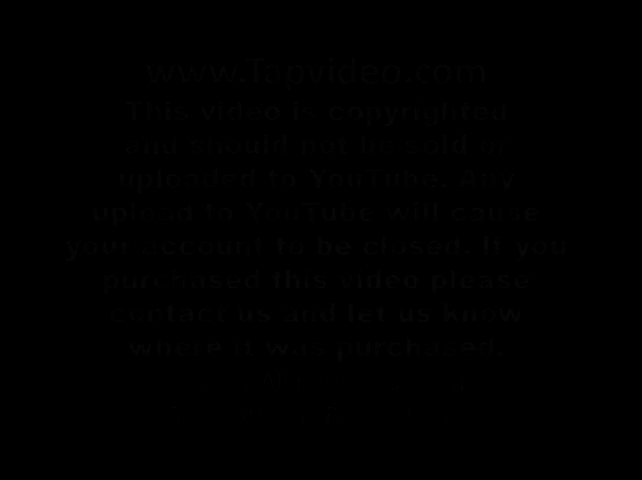 www.Tapvideo.com
This video is copyrighted
and should not be sold or
uploaded to YouTube. Any
upload to YouTube will cause
your account to be closed. If you
purchased this video please
contact us and let us know
where it was purchased.